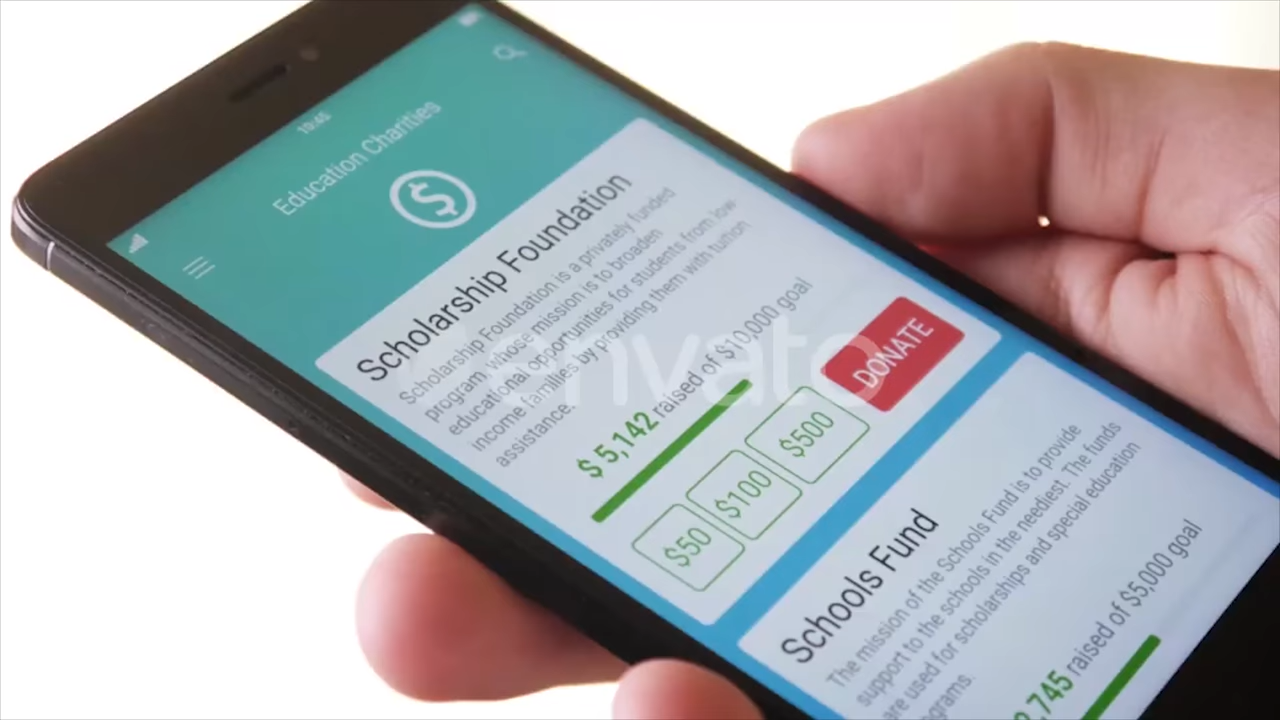 19:45
Education Charities
$
Scholarship Foundation
Scholarship Foundation is a privately funded
program, whose mission is to broaden
educational opportunities for students from low
income families by providing them with tuition
assistance.
$ 5,142 raised of $10,000 goal
$50 $100 $500
DONATE
envato
Schools Fund
The mission of the Schools Fund is to provide
support to the schools in the neediest. The funds
are used for scholarships and special education
raised of $5,000 goal